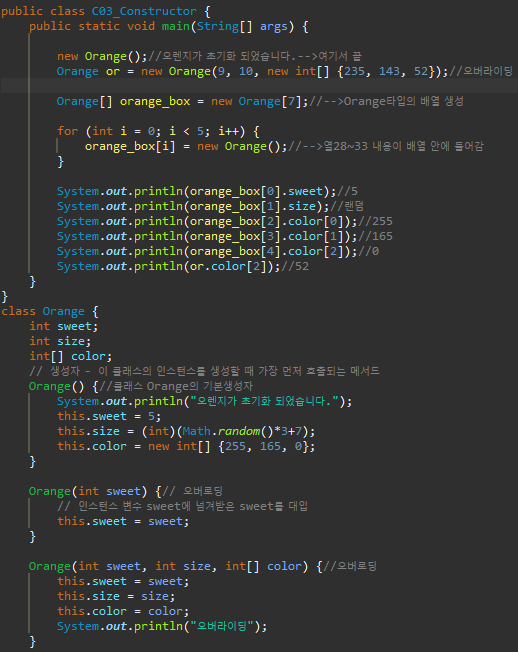 public class C03_Constructor {
public static void main(String[] args) {
new Orange();//오렌지가 초기화 되었습니다.-->여기서 끝
Orange or = new Orange(9, 10, new int[] {235, 143, 52});//오버라이딩
Orange[] orange_box = new Orange[7];//-->Orange타입의 배열 생성
for (int i = 0; i < 5; i++) {
orange_box[i] = new Orange();//-->열28~33 내용이 배열 안에 들어감
}
System.out.println(orange_box[0].sweet);//5
System.out.println(orange_box[1].size);//랜덤
System.out.println(orange_box[2].color[0]);//255
System.out.println(orange_box[3].color[1]);//165
System.out.println(orange_box[4].color[2]);//0
System.out.println(or.color[2]);//52
}
}
class Orange {
int sweet;
int size;
int[] color;
// 생성자 - 이 클래스의 인스턴스를 생성할 때 가장 먼저 호출되는 메서드
Orange() {//클래스 Orange의 기본생성자
System.out.println("오렌지가 초기화 되었습니다.");
this.sweet = 5;
this.size = (int)(Math.random()*3+7);
this.color = new int[] {255, 165, 0};
}
Orange(int sweet) {// 오버로딩
// 인스턴스 변수 sweet에 넘겨받은 sweet를 대입
this.sweet = sweet;
}
Orange(int sweet, int size, int[] color) {//오버로딩
this.sweet = sweet;
this.size = size;
this.color = color;
System.out.println("오버라이딩");
}